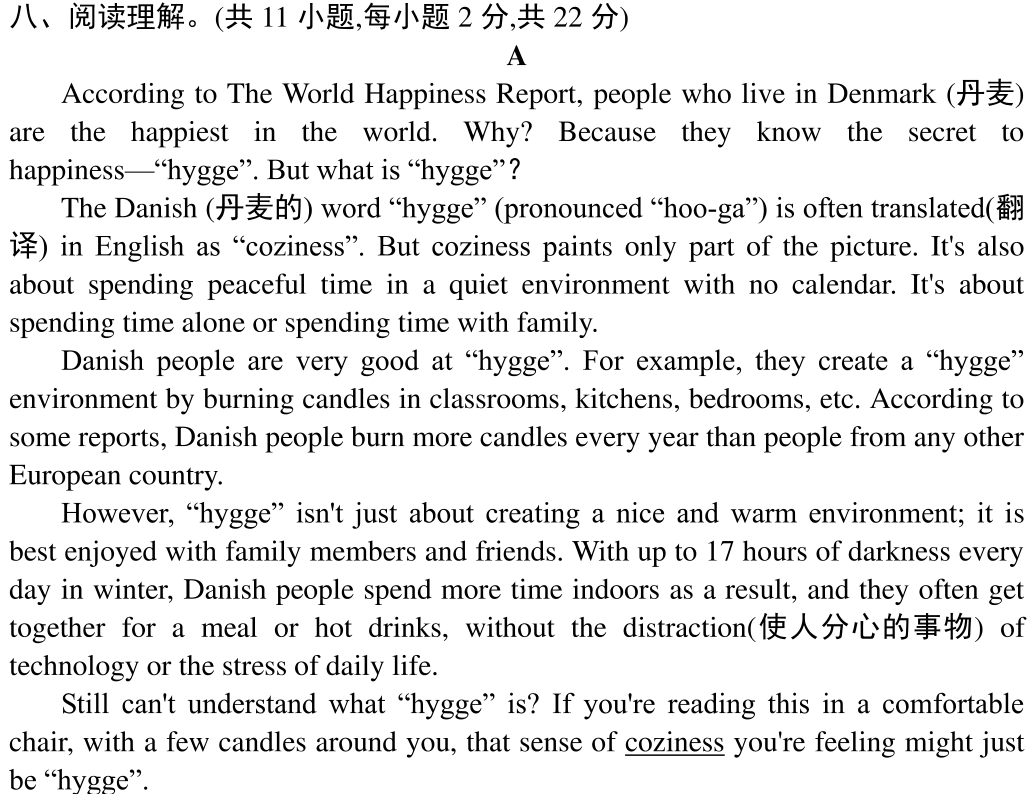 八、阅读理解。(共 11 小题,每小题 2 分,共 22 分)
A
According to The World Happiness Report, people who live in Denmark (丹麦)
are the happiest in the world. Why? Because they know the secret to
happiness—“hygge”. But what is “hygge”?
The Danish (丹麦的) word “hygge” (pronounced “hoo-ga”) is often translated(翻
译) in English as “coziness”. But coziness paints only part of the picture. It's also
about spending peaceful time in a quiet environment with no calendar. It's about
spending time alone or spending time with family.
Danish people are very good at “hygge”. For example, they create a “hygge”
environment by burning candles in classrooms, kitchens, bedrooms, etc. According to
some reports, Danish people burn more candles every year than people from any other
European country.
However, “hygge” isn't just about creating a nice and warm environment; it is
best enjoyed with family members and friends. With up to 17 hours of darkness every
day in winter, Danish people spend more time indoors as a result, and they often get
together for a meal or hot drinks, without the distraction(使人分心的事物) of
technology or the stress of daily life.
Still can't understand what “hygge” is? If you're reading this in a comfortable
chair, with a few candles around you, that sense of coziness you're feeling might just
be “hygge”.